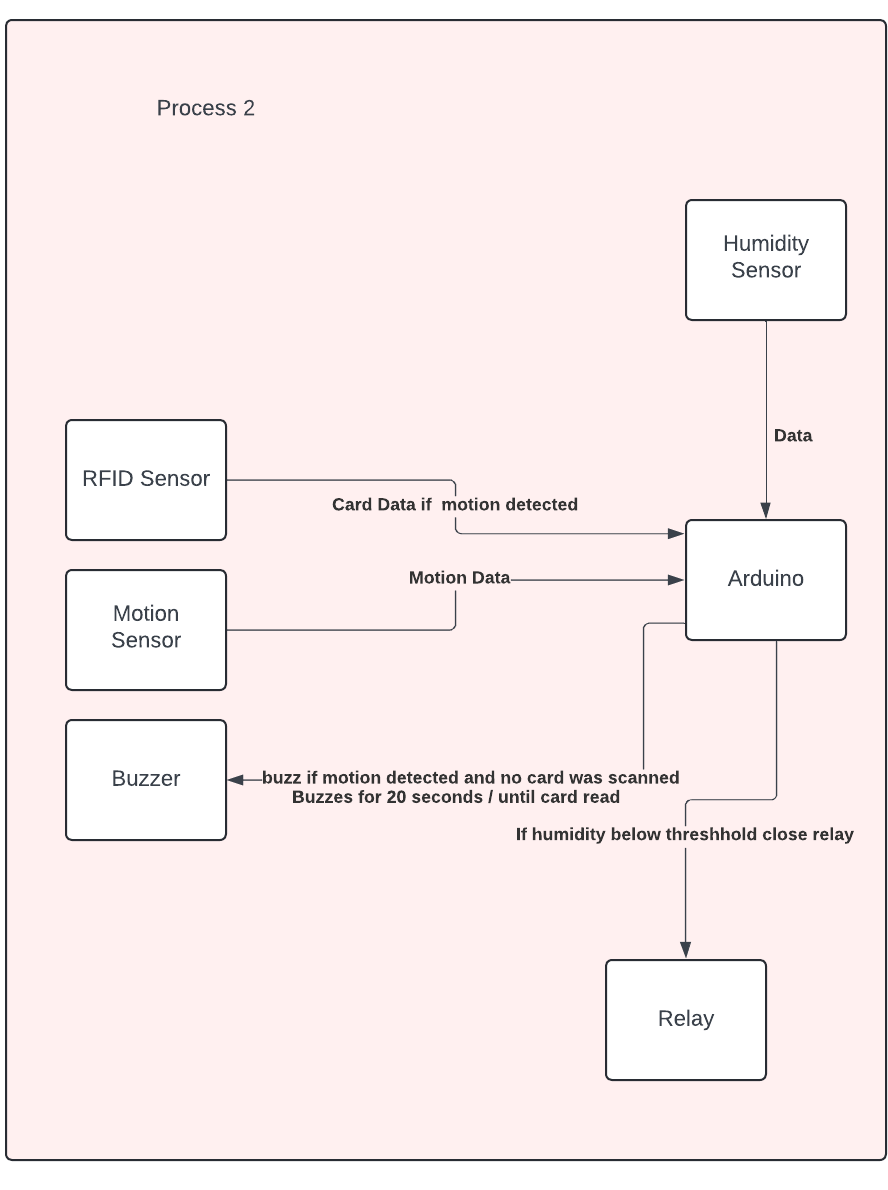 Process 2
Humidity
Sensor
Data
RFID Sensor
Card Data if  motion detected
Motion Data
Arduino
Motion
Sensor
Buzzer
buzz if motion detected and no card was scanned
Buzzes for 20 seconds / until card read
If humidity below threshhold close relay
Relay